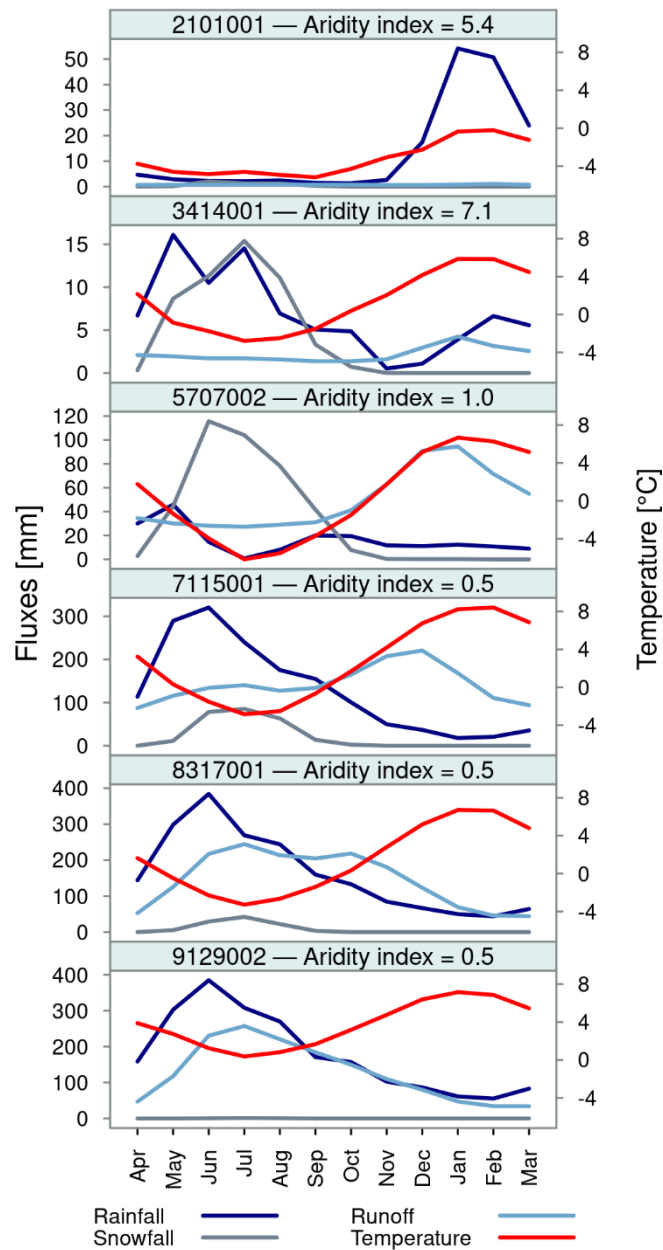 2101001 — Aridity index = 5.4
50
40
30
20
10
0
8
4
0
-4
3414001 — Aridity index = 7.1
15
10
5
0
8
4
0
-4
5707002 — Aridity index = 1.0
120
100
80
60
40
20
0
8
4
0
-4
7115001 — Aridity index = 0.5
300
200
100
0
8
4
0
-4
8317001 — Aridity index = 0.5
400
300
200
100
0
8
4
0
-4
9129002 — Aridity index = 0.5
400
300
200
100
0
8
4
0
-4
Fluxes [mm]
Temperature [°C]
Apr
May
Jun
Jul
Aug
Sep
Oct
Nov
Dec
Jan
Feb
Mar
Rainfall
Snowfall
Runoff
Temperature